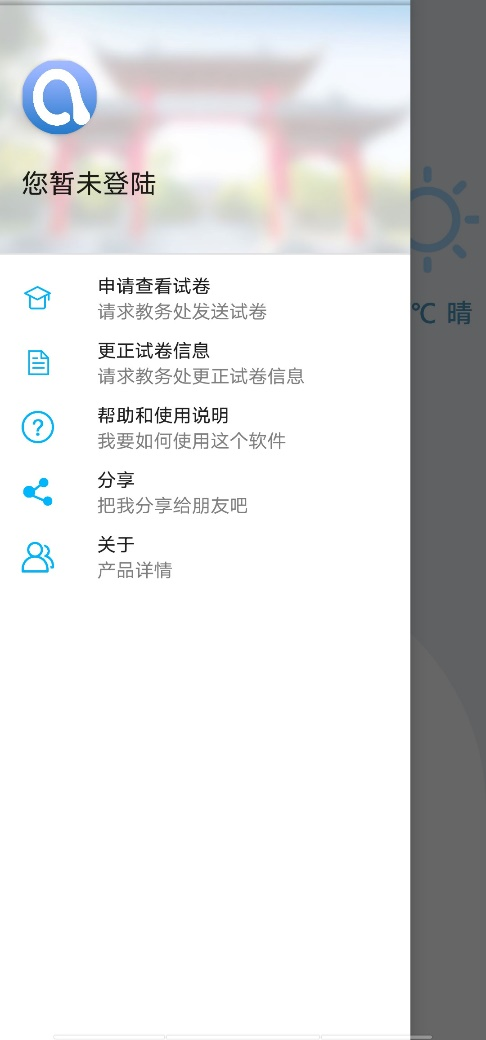 您暂未登陆
℃ 晴
申请查看试卷
请求教务处发送试卷
更正试卷信息
请求教务处更正试卷信息
帮助和使用说明
我要如何使用这个软件
分享
把我分享给朋友吧
关于
产品详情